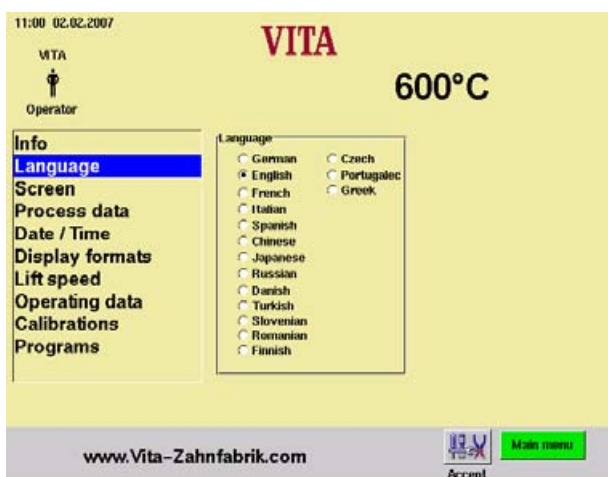 11:00 02.02.2007
VITA
VITA
600°C
Operator
Info
Language
Screen
Process data
Date / Time
Display formats
Lift speed
Operating data
Calibrations
Programs
Language
German
English
French
Italian
Spanish
Chinese
Japanese
Russian
Danish
Turkish
Slovenian
Romanian
Finnish
Czech
Portugalec
Greek
www.Vita-Zahnfabrik.com
Main menu
Accent